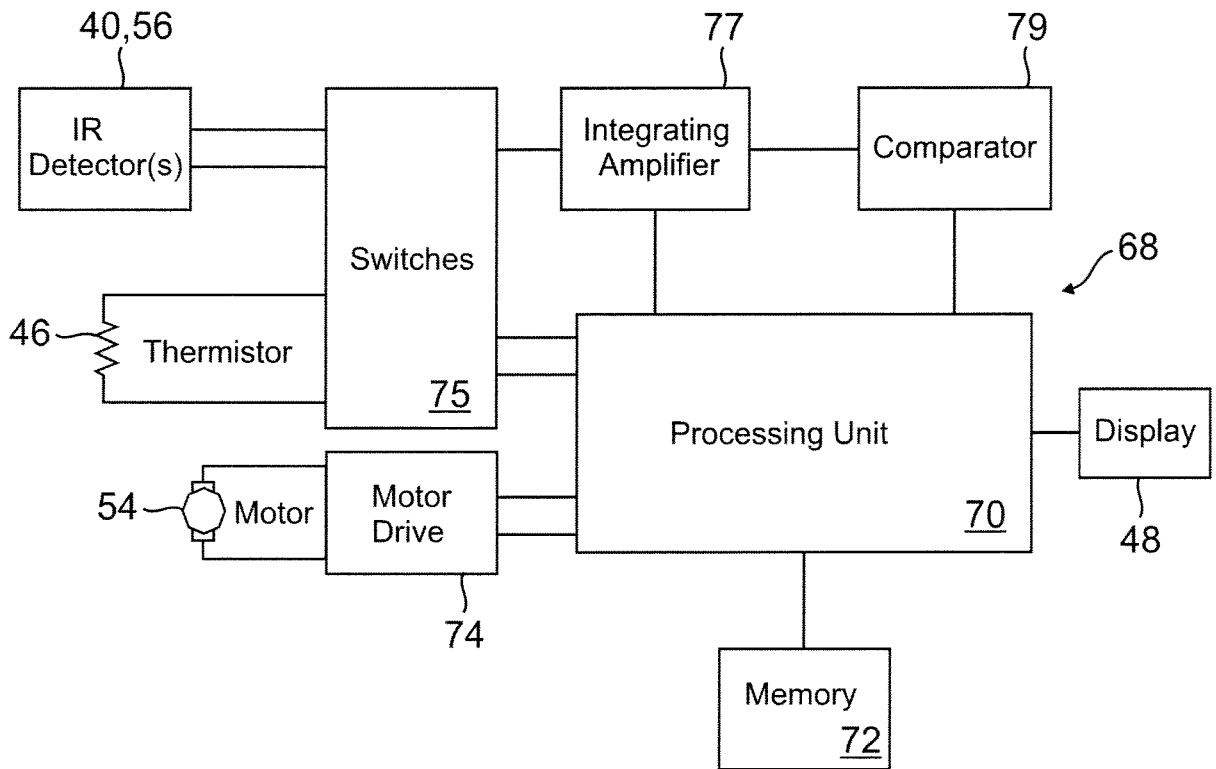 40,56
77
79
IR
Detector(s)
Integrating
Amplifier
Comparator
Switches
68
46
Thermistor
75
Processing Unit
Display
54
Motor
Motor
Drive
70
48
74
Memory
72